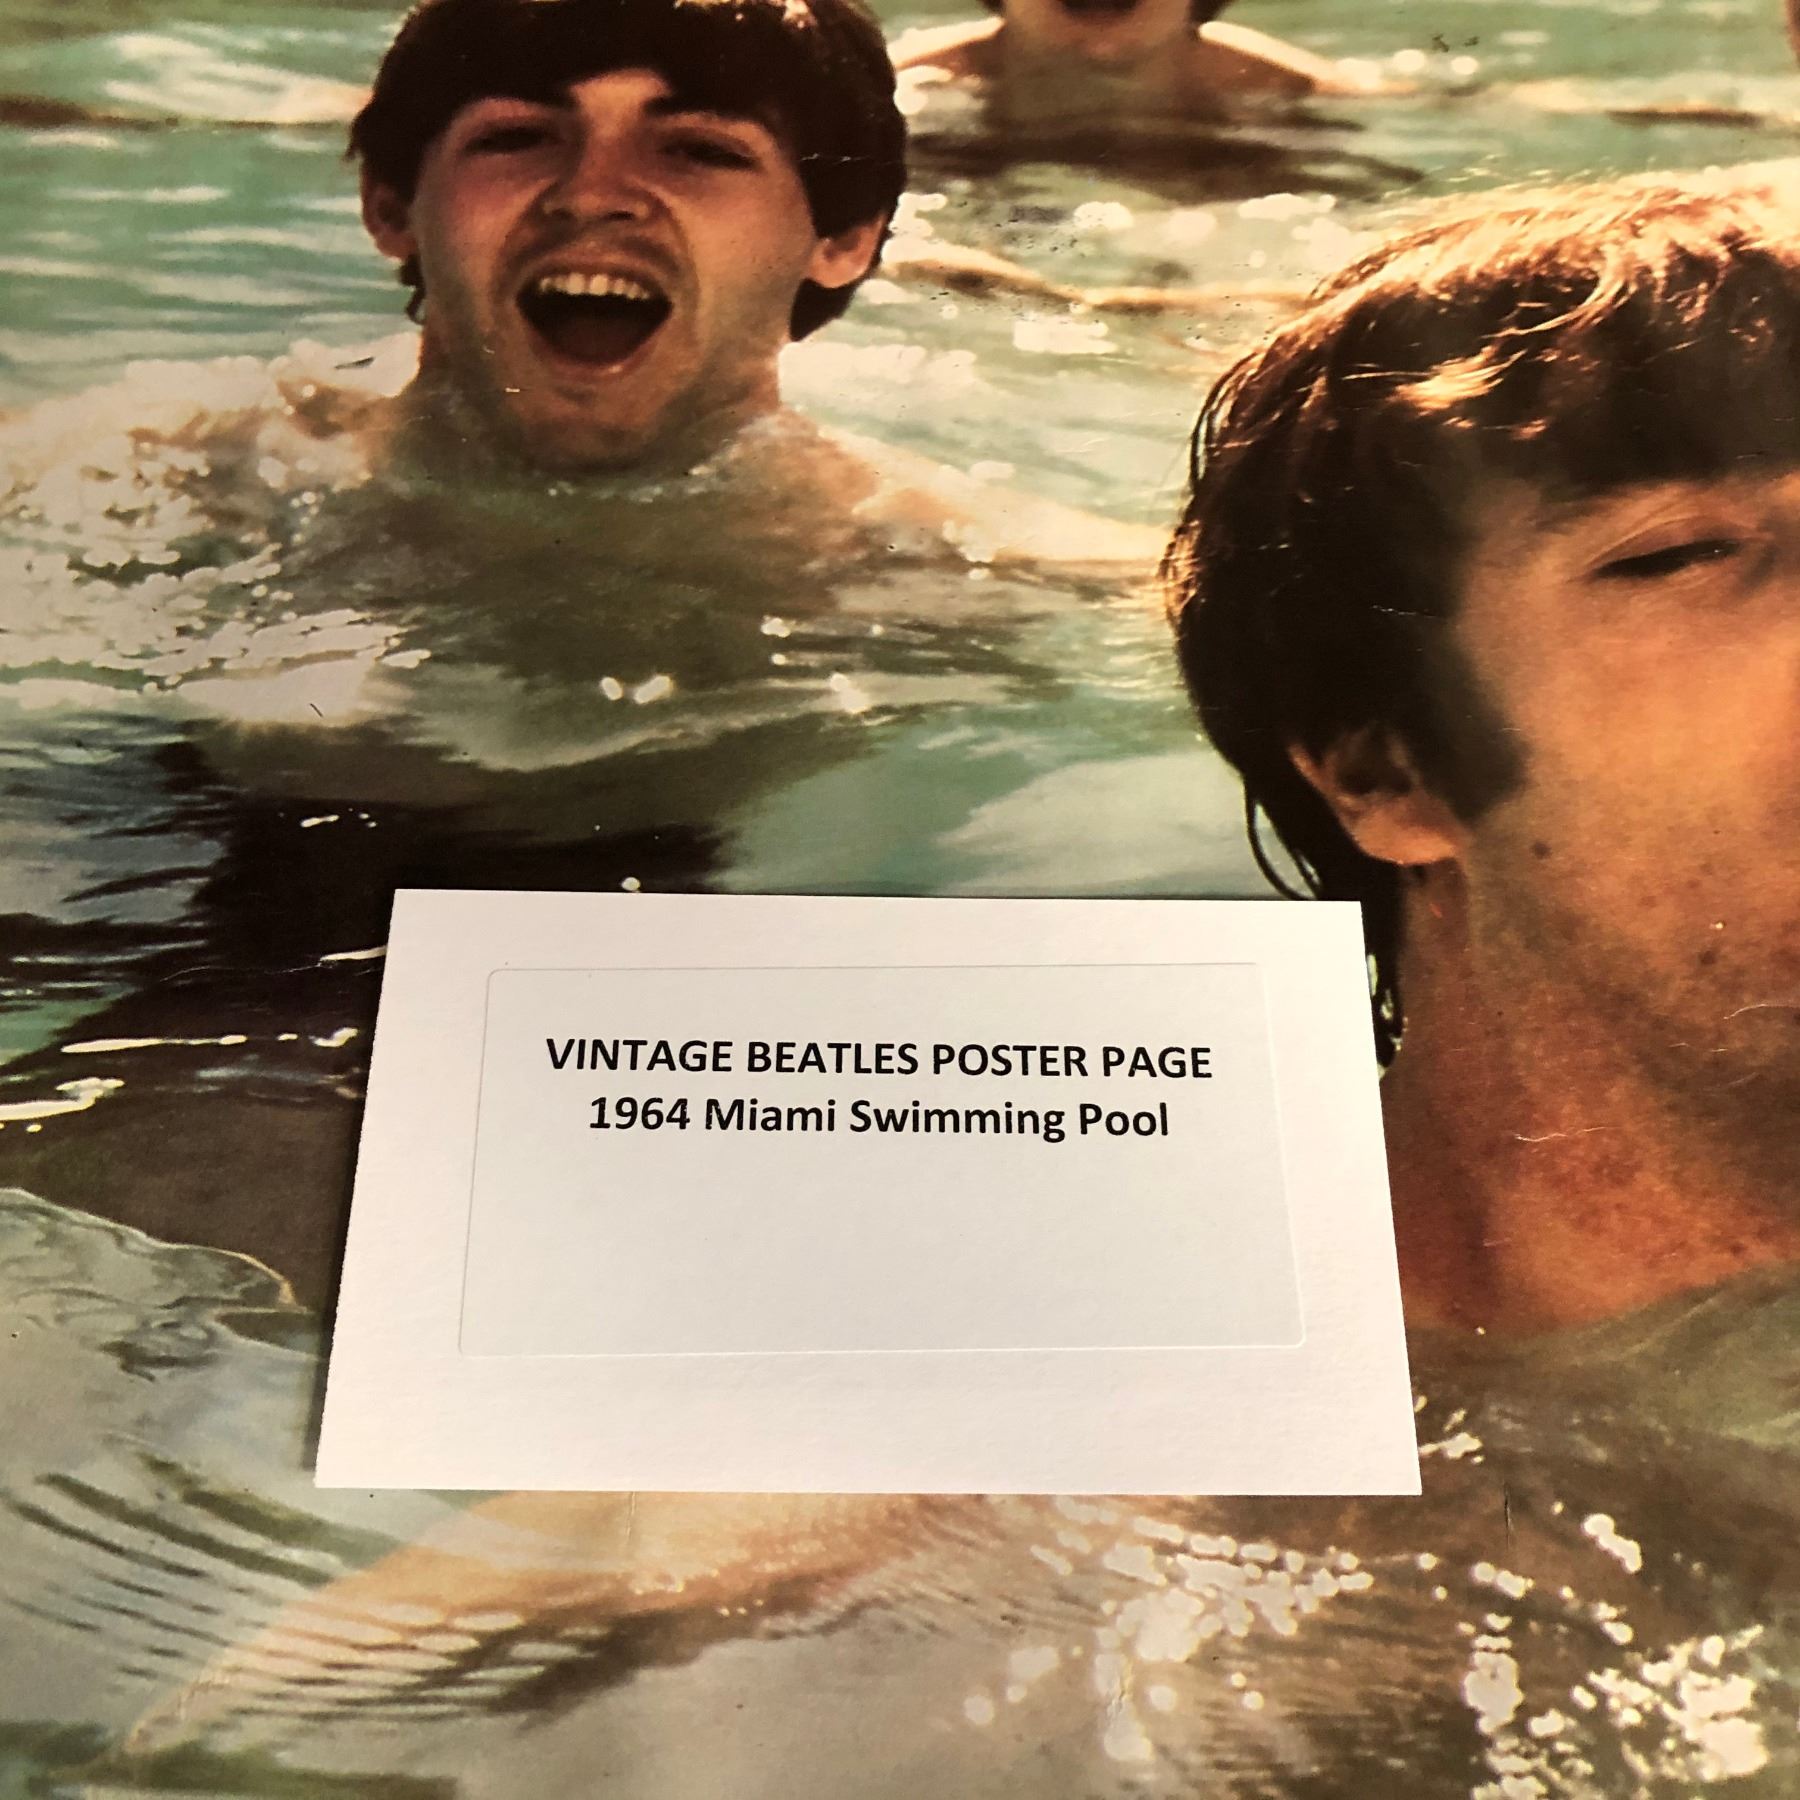 VINTAGE BEATLES POSTER PAGE
1964 Miami Swimming Pool